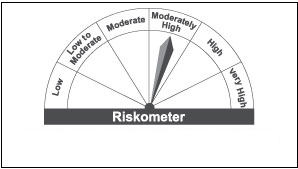 Low
Low to
Moderate
Moderate
Moderately
High
High
very High
Riskometer